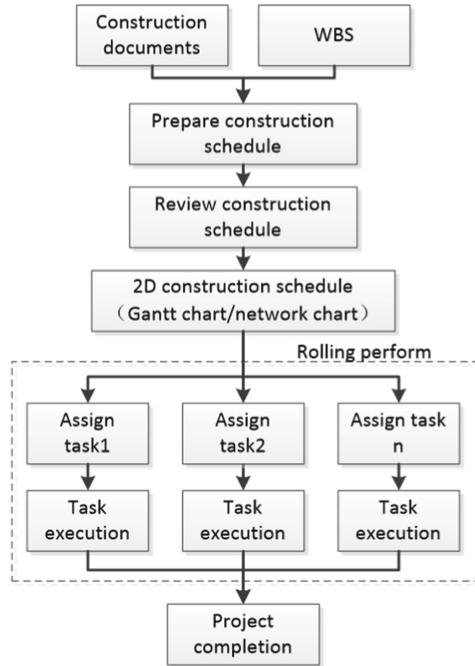 Construction
documents
WBS
Prepare construction
schedule
Review construction
schedule
2D construction schedule
（Gantt chart/network chart）
Rolling perform
Assign
task1
Assign
task2
Assign task
n
Task
execution
Task
execution
Task
execution
Project
completion